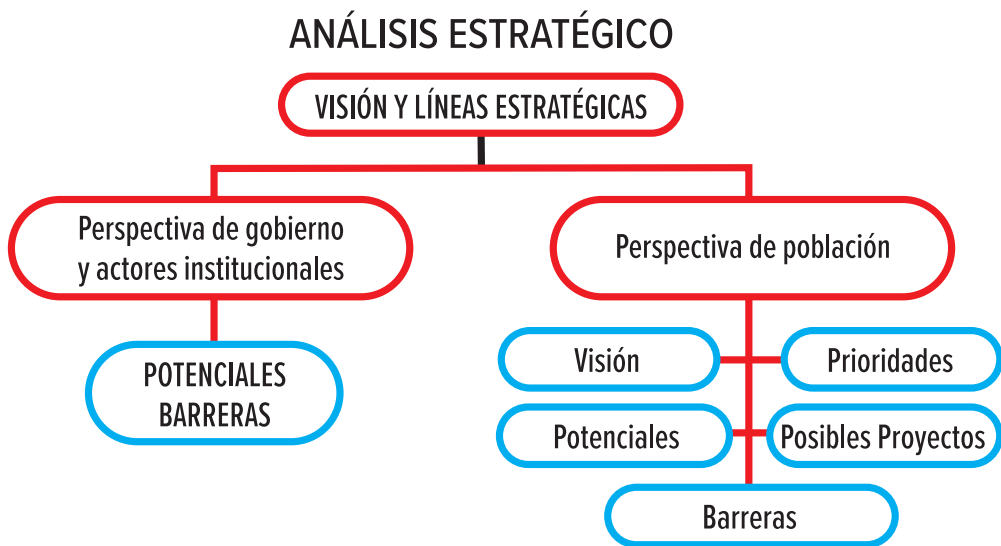 ANÁLISIS ESTRATÉGICO
VISIÓN Y LÍNEAS ESTRATÉGICAS
Perspectiva de gobierno
y actores institucionales
POTENCIALES
BARRERAS
Perspectiva de población
Visión
Prioridades
Potenciales
Posibles Proyectos
Barreras